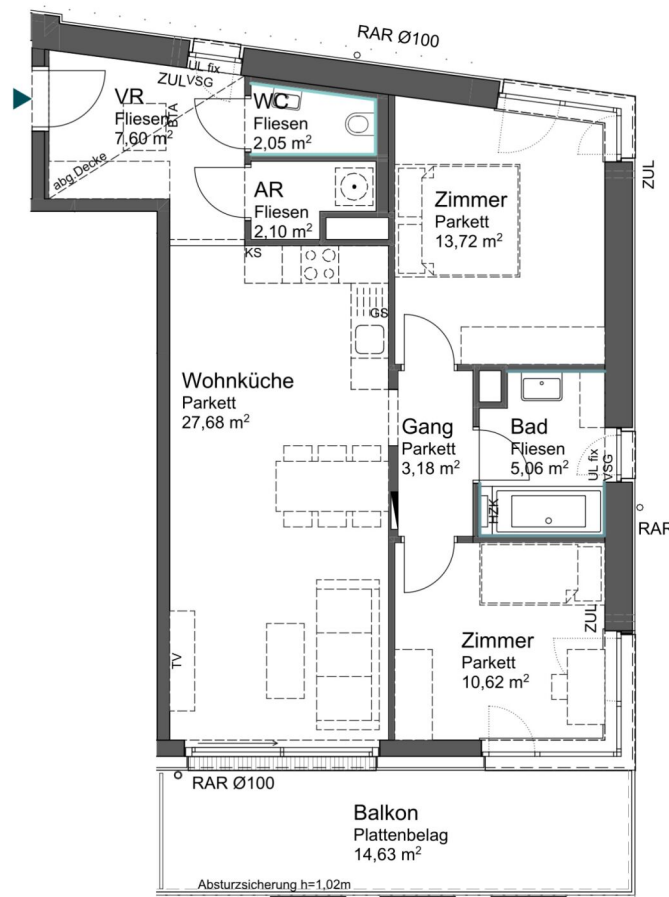 RAR Ø100
UL fix
VSG
ZUL
VR
Fliesen
7,60 m²
BTA
abg.Decke
WC
Fliesen
2,05 m²
AR
Fliesen
2,10 m²
Zimmer
Parkett
13,72 m²
ZUL
KS
GS
Wohnküche
Parkett
27,68 m²
Gang
Parkett
3,18 m²
Bad
Fliesen
5,06 m²
UL fix
VSG
HZK
RAR
TV
Zimmer
Parkett
10,62 m²
ZUL
RAR Ø100
Balkon
Plattenbelag
14,63 m²
Absturzsicherung h=1,02m